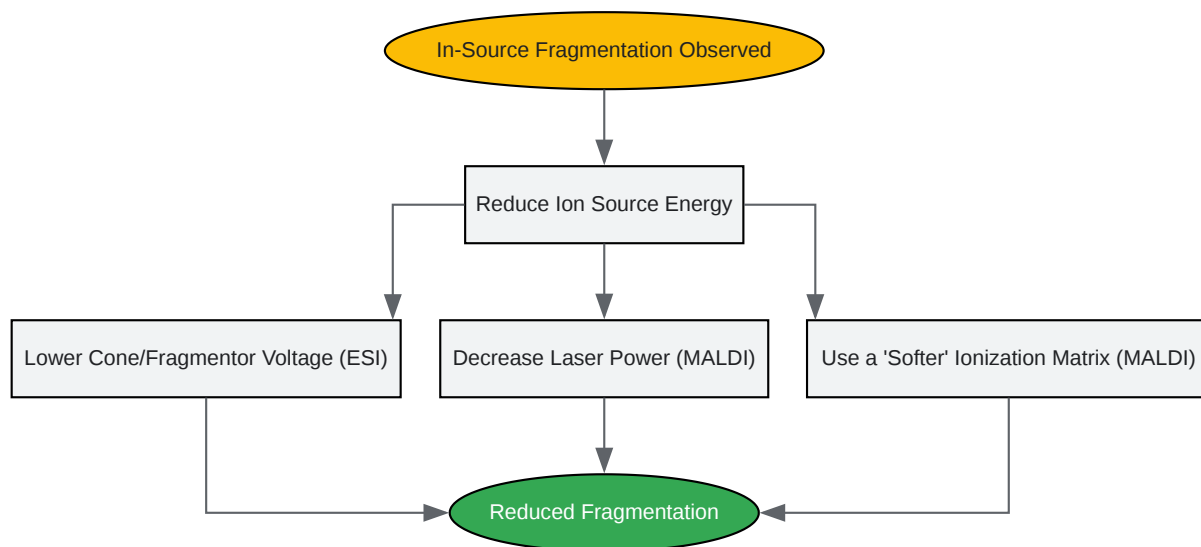 In-Source Fragmentation Observed
Reduce Ion Source Energy
Lower Cone/Fragmentor Voltage (ESI)
Decrease Laser Power (MALDI)
Use a 'Softer' Ionization Matrix (MALDI)
Reduced Fragmentation